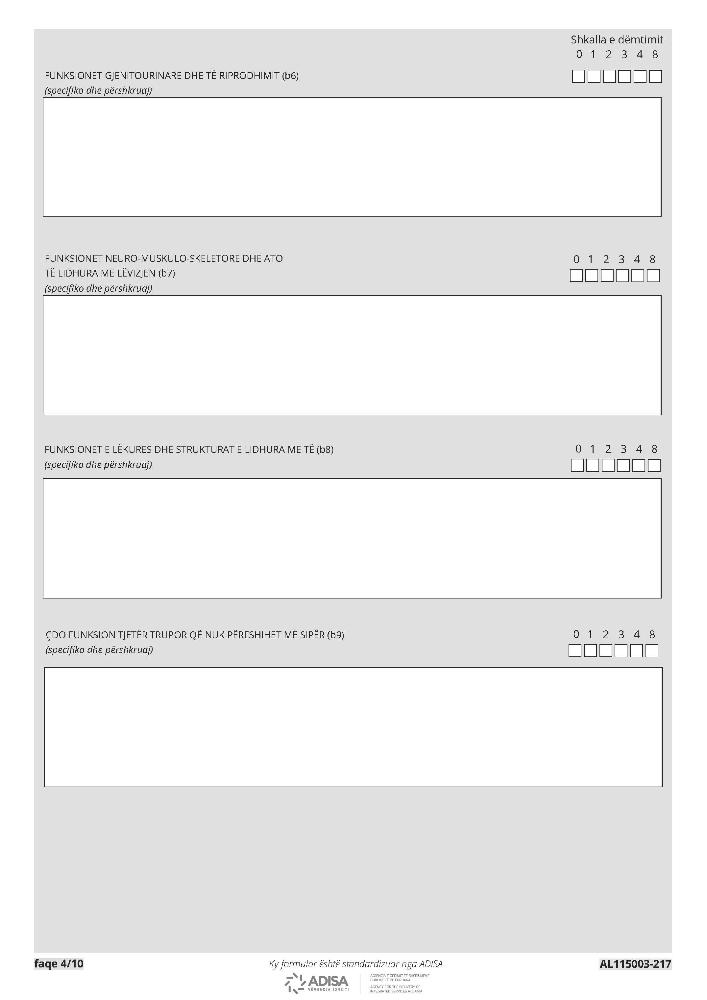 Shkalla e dëmtimit
0 1 2 3 4 8
FUNKSIONET GJENITOURINARE DHE TË RIPRODHIMIT (b6)
(specifiko dhe përshkruaj)
FUNKSIONET NEURO-MUSKULO-SKELETORE DHE ATO
0 1 2 3 4 8
TË LIDHURA ME LËVIZJEN (b7)
(specifiko dhe përshkruaj)
FUNKSIONET E LËKURES DHE STRUKTURAT E LIDHURA ME TË (b8)
0 1 2 3 4 8
(specifiko dhe përshkruaj)
ÇDO FUNKSION TJETËR TRUPOR QË NUK PËRFSHIHET MË SIPËR (b9)
0 1 2 3 4 8
(specifiko dhe përshkruaj)
faqe 4/10
Ky formular është standardizuar nga ADISA
AL115003-217
ADISA
VËMENDJA JONË,TI
AGJENCIA E OFRIMIT TË SHËRBIMEVE
PUBLIKE TË INTEGRUARA
AGENCY FOR THE DELIVERY OF
INTEGRATED SERVICES ALBANIA